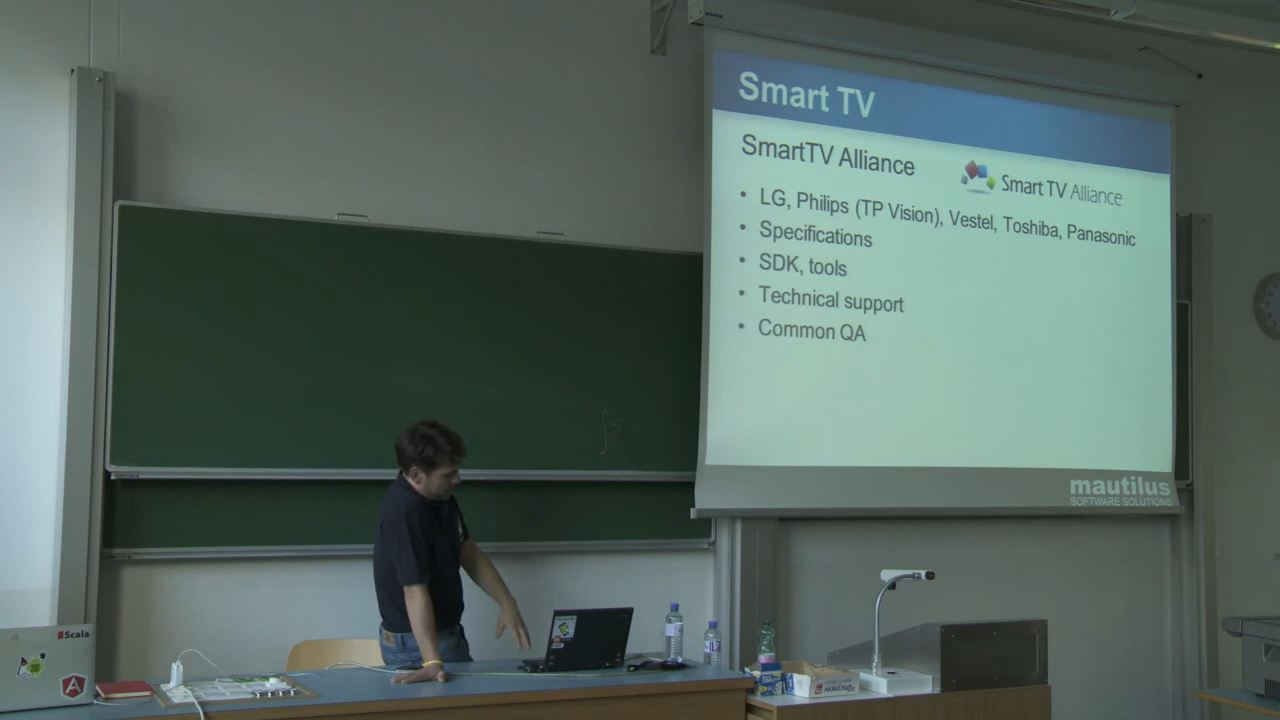 Smart TV
SmartTV Alliance
Smart TV Alliance
• LG, Philips (TP Vision), Vestel, Toshiba, Panasonic
• Specifications
• SDK, tools
• Technical support
• Common QA
mautilus
SOFTWARE SOLUTIONS
Scala